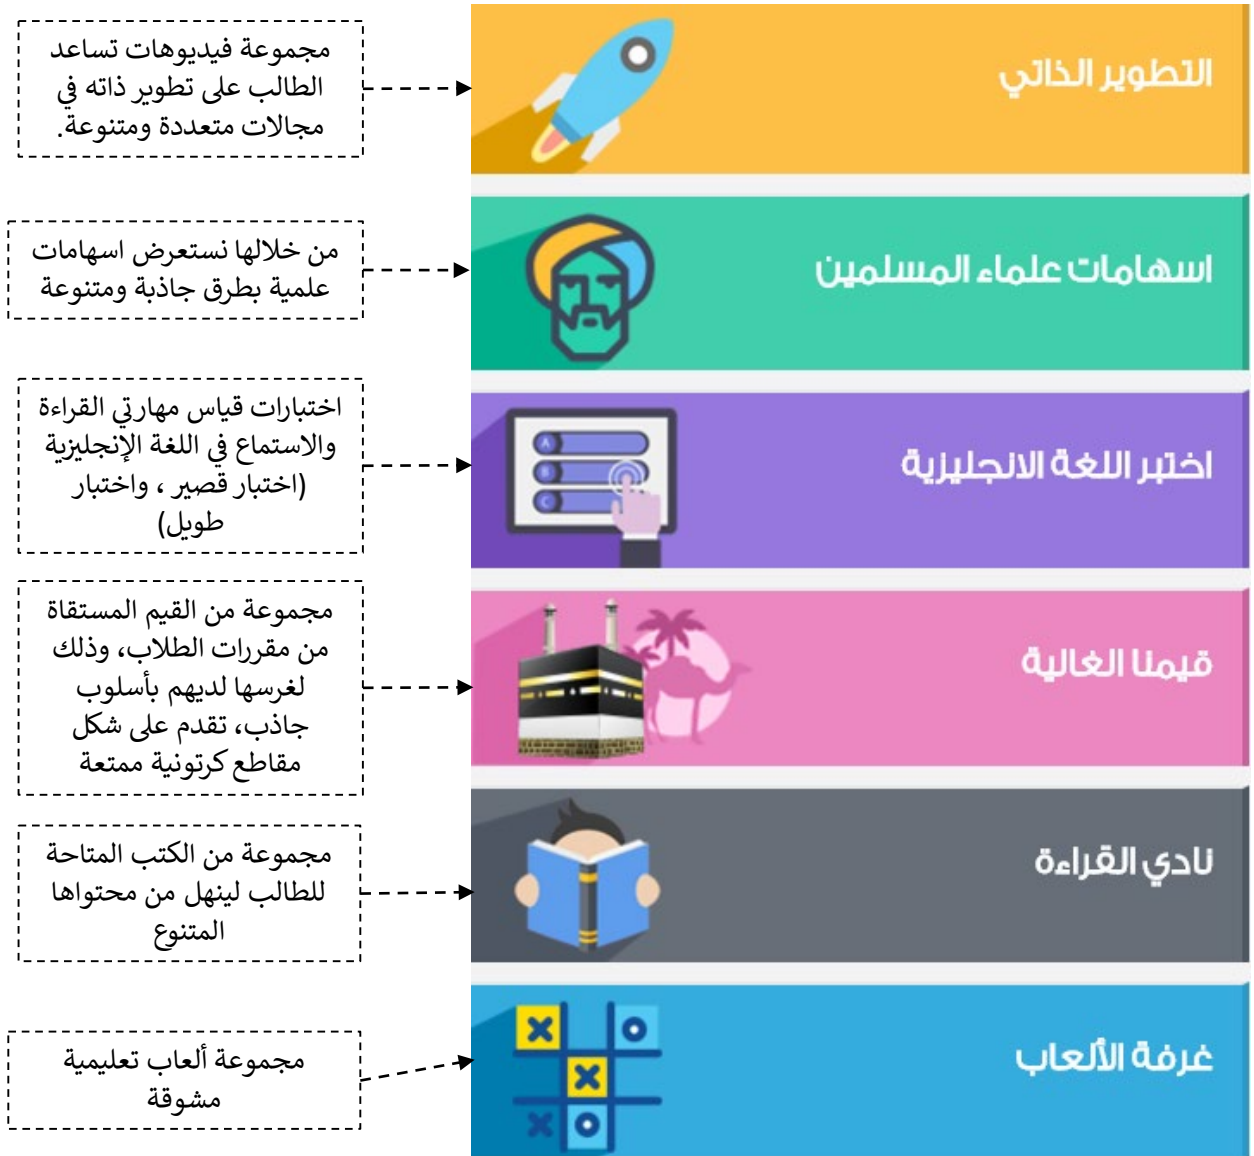 التطوير الذاتي
مجموعة فيديوهات تساعد
الطالب على تطوير ذاته في
مجالات متعددة ومتنوعة.
اسهامات علماء المسلمين
من خلالها نستعرض اسهامات
علمية بطرق جاذبة ومتنوعة
اختبر اللغة الانجليزية
A
B
C
اختبارات قياس مهارتي القراءة
والاستماع في اللغة الإنجليزية
(اختبار قصير ، واختبار
طويل)
قيمنا الغالية
مجموعة من القيم المستقاة
من مقررات الطلاب، وذلك
لغرسها لديهم بأسلوب
جاذب، تقدم على شكل
مقاطع كرتونية ممتعة
نادي القراءة
مجموعة من الكتب المتاحة
للطالب لينهل من محتواها
المتنوع
غرفة الألعاب
مجموعة ألعاب تعليمية
مشوقة